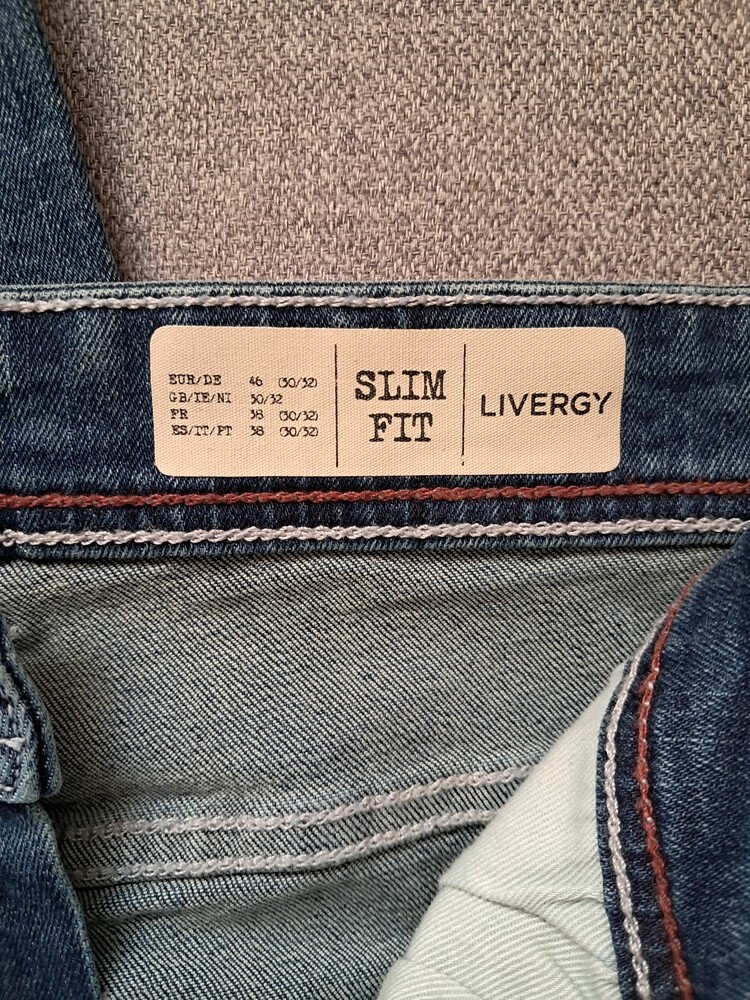 EUR/DE 46 (30/32)
GB/IE/NI 30/32
FR 38 (30/32)
ES/IT/PT 38 (30/32)
SLIM
FIT
LIVERGY